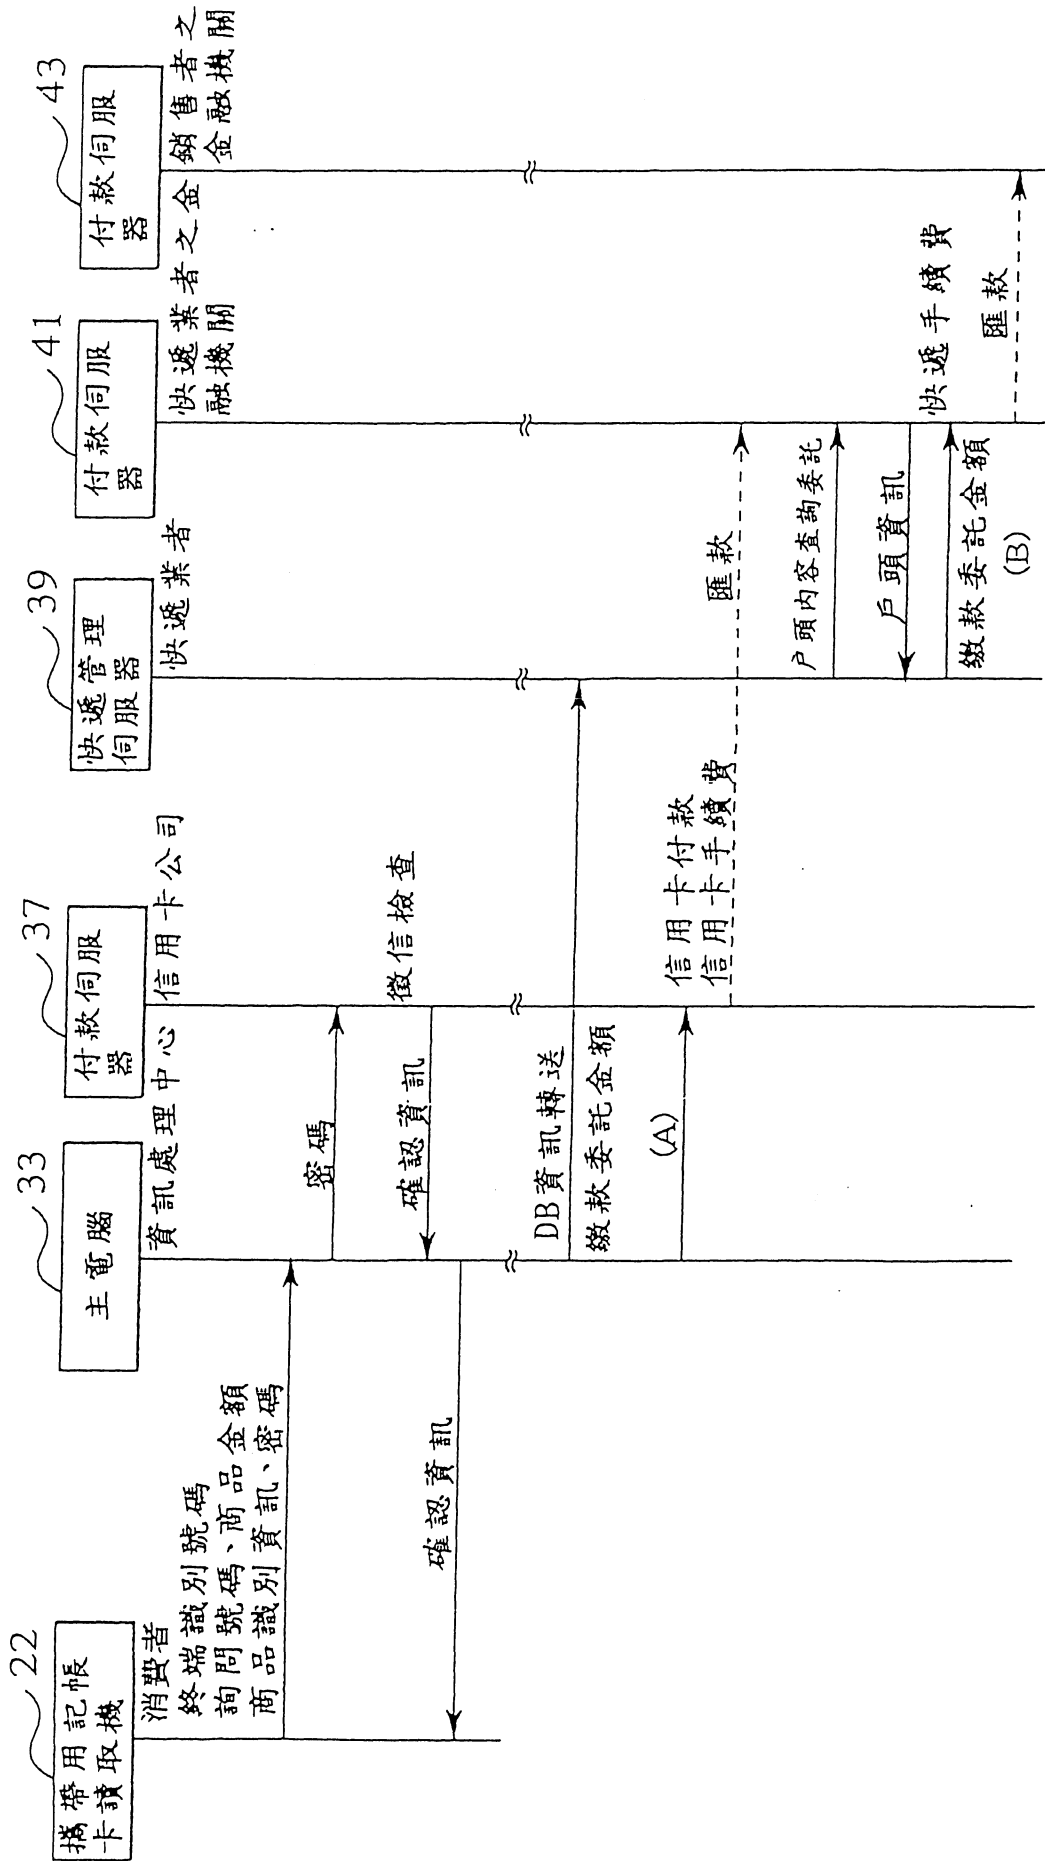 22
攜帶用記帳
卡讀取機
消費者
33
主電腦
資訊處理中心
37
付款伺服
器
信用卡公司
39
快遞管理
伺服器
快遞業者
41
付款伺服
器
快遞業者之金
融機關
43
付款伺服
器
銷售者之
金融機關
終端識別號碼
詢問號碼、商品金額
商品識別資訊、密碼
密碼
徵信檢查
確認資訊
確認資訊
DB資訊轉送
繳款委託金額
(A)
信用卡付款
信用卡手續費
匯款
戶頭內容查詢委託
戶頭資訊
快遞手續費
繳款委託金額
(B)
匯款